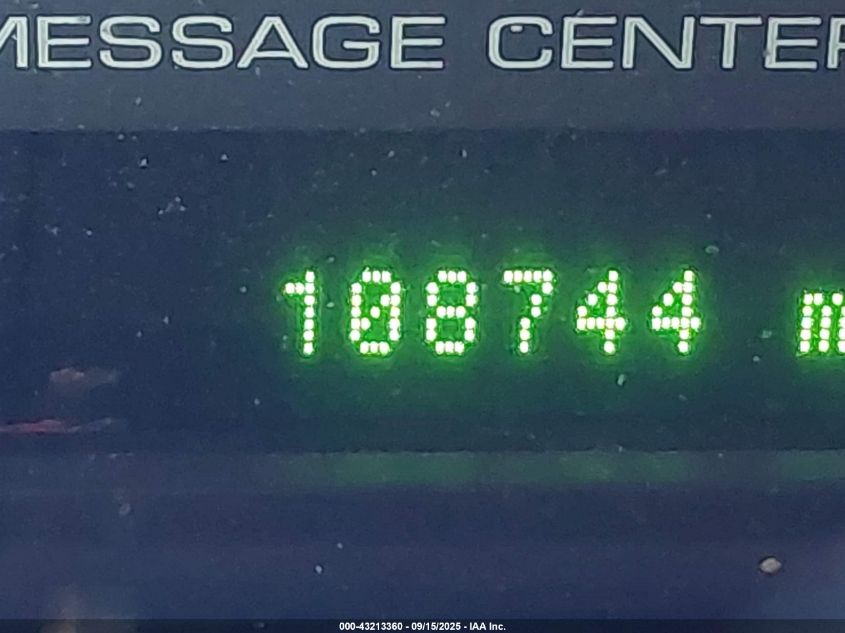 MESSAGE CENTER
108744 m
000-43213360 - 09/15/2025 - IAA Inc.